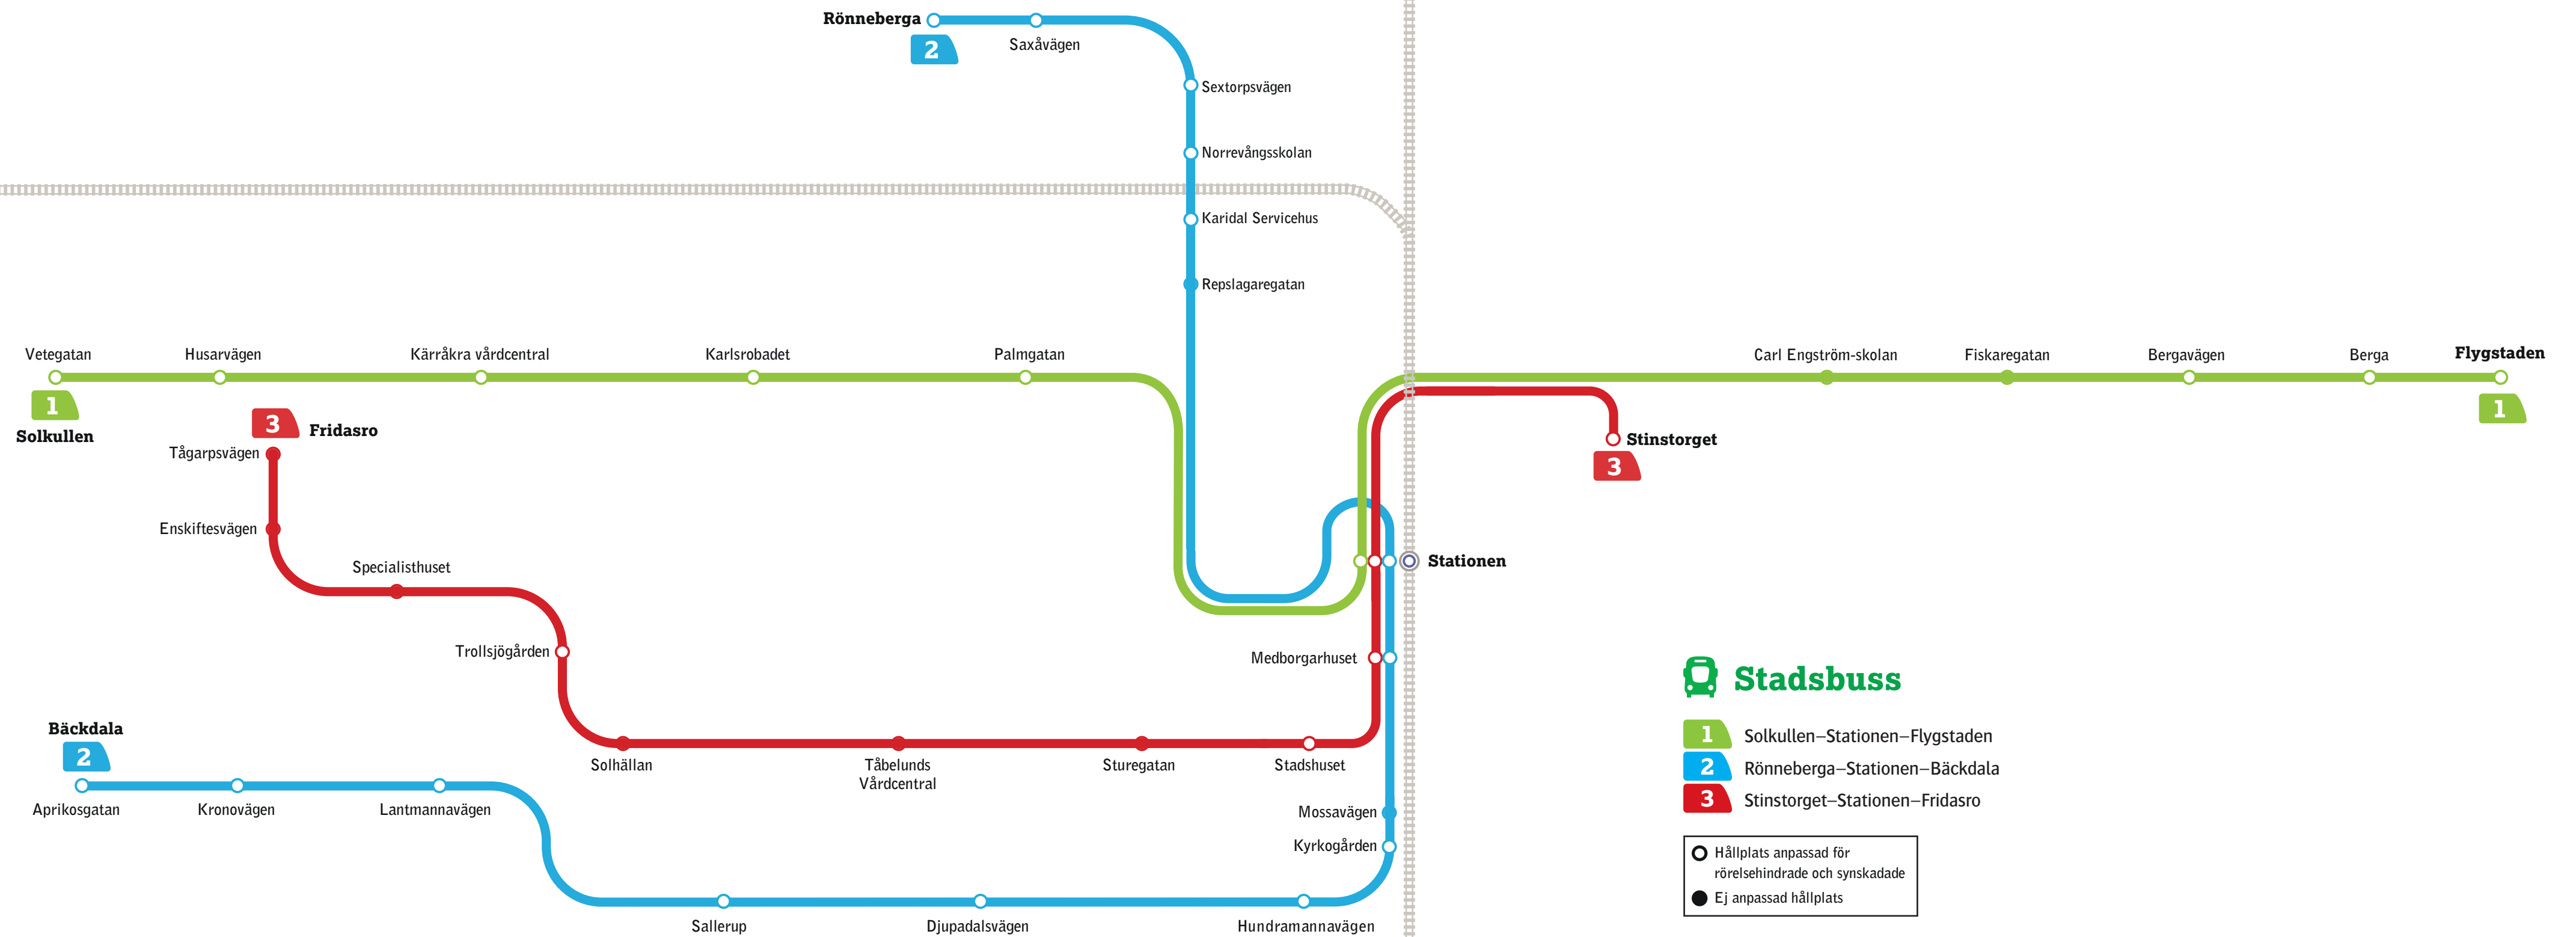 Rönneberga
2
Saxåvägen
Sextorpsvägen
Norrevångsskolan
Karidal Servicehus
Repslagaregatan
Vetegatan
Husarvägen
Kärråkra vårdcentral
Karlsrobadet
Palmgatan
Carl Engström-skolan
Fiskaregatan
Bergavägen
Berga
Flygstaden
1
Solkullen
1
3
Fridasro
Tågarpsvägen
Stinstorget
3
Enskiftesvägen
Specialisthuset
Stationen
Trollsjögården
Medborgarhuset
Bäckdala
2
Solhällan
Tåbelunds
Vårdcentral
Sturegatan
Stadshuset
Aprikosgatan
Kronovägen
Lantmannavägen
Mossavägen
Kyrkogården
Sallerup
Djupadalsvägen
Hundramannavägen
Stadsbuss
1 Solkullen–Stationen–Flygstaden
2 Rönneberga–Stationen–Bäckdala
3 Stinstorget–Stationen–Fridasro
Hållplats anpassad för
rörelsehindrade och synskadade
Ej anpassad hållplats